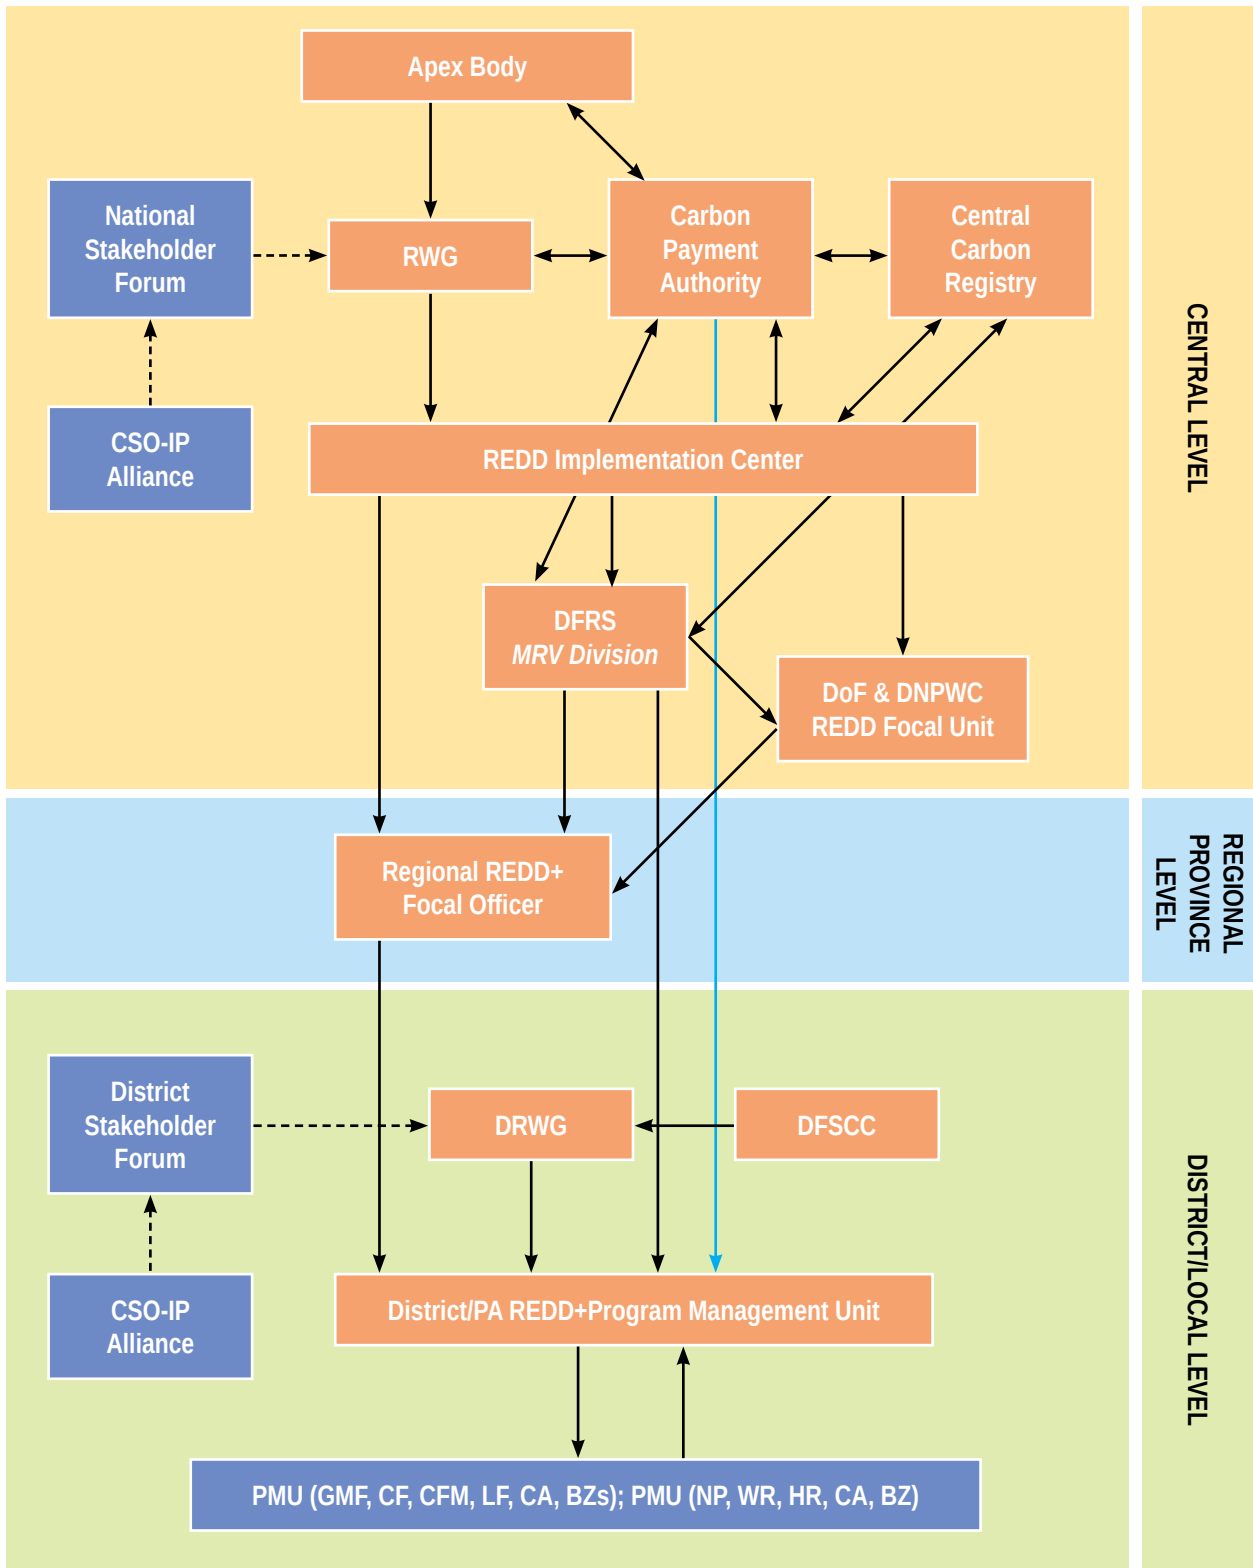 Apex Body
National
Stakeholder
Forum
RWG
Carbon
Payment
Authority
Central
Carbon
Registry
CSO-IP
Alliance
REDD Implementation Center
DFRS
MRV Division
DoF & DNPWC
REDD Focal Unit
CENTRAL LEVEL
Regional REDD+
Focal Officer
REGIONAL
PROVINCE
LEVEL
District
Stakeholder
Forum
DRWG
DFSCC
CSO-IP
Alliance
District/PA REDD+Program Management Unit
PMU (GMF, CF, CFM, LF, CA, BZs); PMU (NP, WR, HR, CA, BZ)
DISTRICT/LOCAL LEVEL